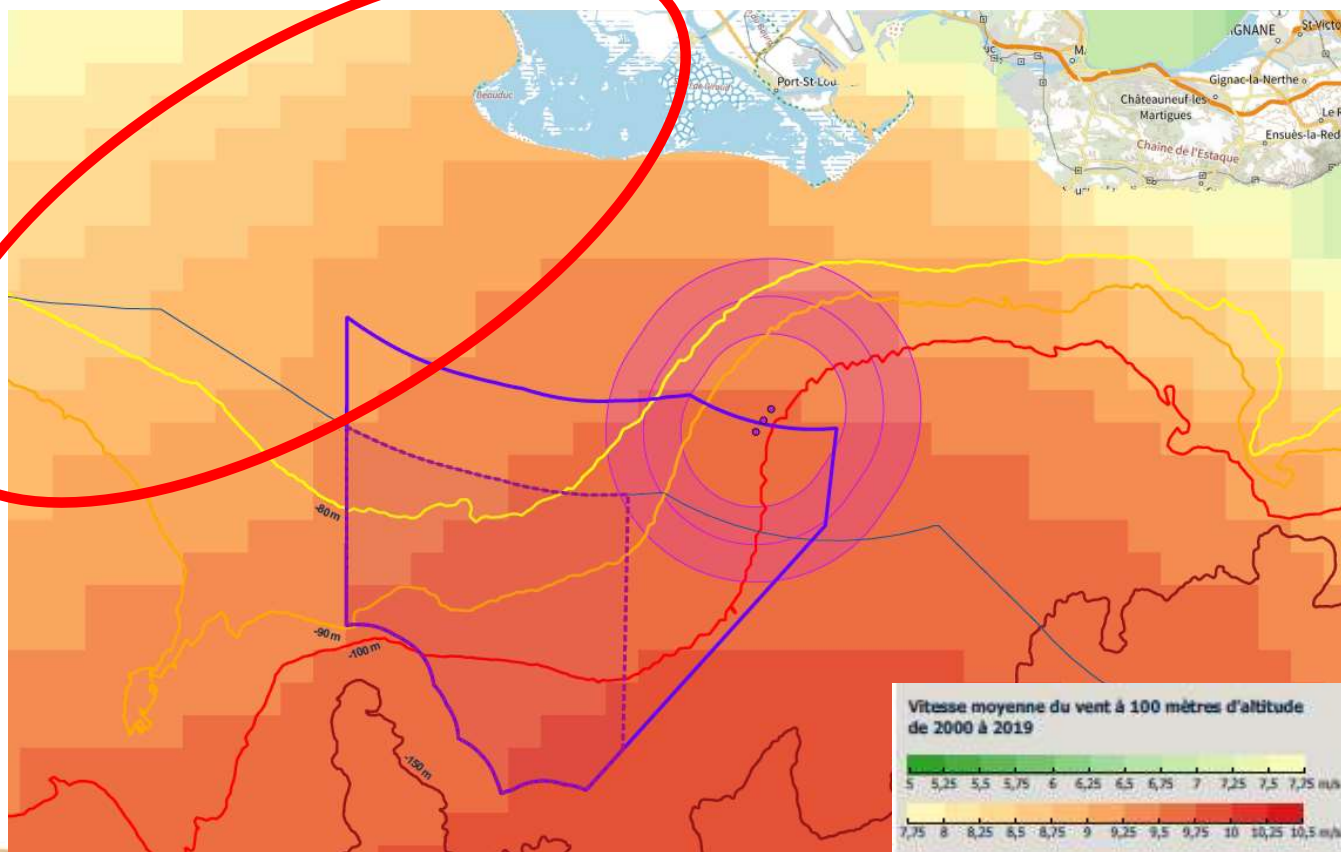 IGNANE
St-Victo
M.
Port-St-Lou
Gignac-la-Nerthe
Beauduc
Châteauneuf-les
Martigues
Le R
Ensuès-la-Red
Chaîne de l'Estaque
-80 m
-90 m
-100 m
-150 m
Vitesse moyenne du vent à 100 mètres d'altitude
de 2000 à 2019
5 5,25 5,5 5,75 6 6,25 6,5 6,75 7 7,25 7,5 7,75 m/s
7,75 8 8,25 8,5 8,75 9 9,25 9,5 9,75 10 10,25 10,5 m/s